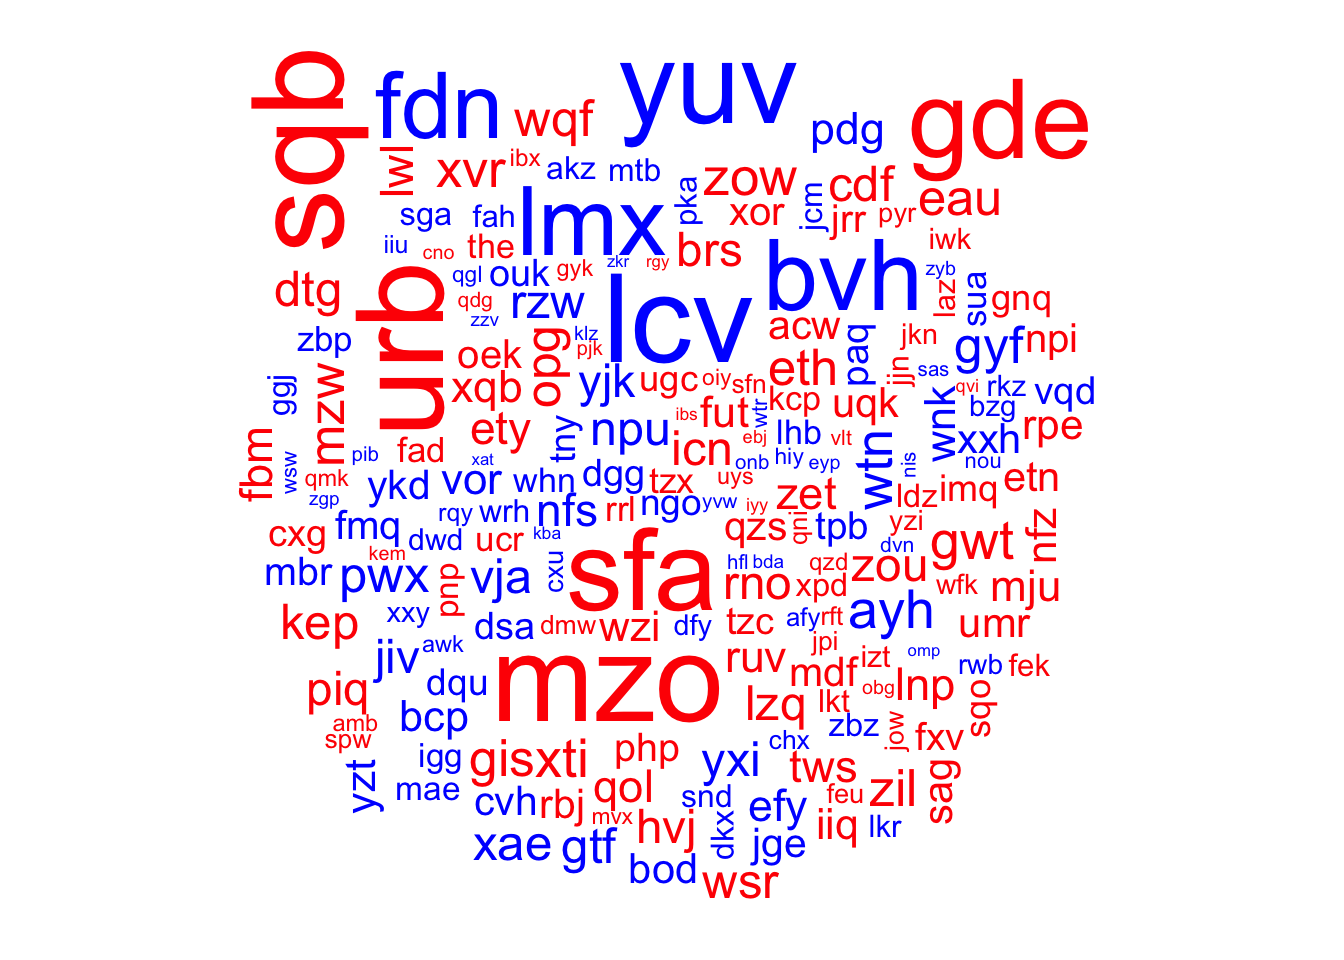 sqb
fdn
wqf
yuv
pdg
gde
lwl
xvr
ibx
akz
mtb
zow
cdf
eau
pka
jcm
xor
jrr
pyr
sga
fah
lmx
brs
iwk
iiu
cno
the
urb
bvh
qgl
ouk
gyk
zkr
rgy
zyb
dtg
qdg
rzw
lcv
laz
sua
gnq
zzv
zbp
oek
opg
klz
pjk
acw
paq
jkn
gyf
npi
ggj
mzw
xqb
yjk
ugc
oiy
sfn
eth
jjn
sas
qvi
rkz
vqd
kcp
uqk
wnk
bzg
ibs
fut
wtr
fbm
fad
ety
tny
npu
icn
ebj
lhb
vlt
wtn
xxh
rpe
wsw
pib
xat
onb
hiy
eyp
nis
nou
qmk
zgp
ykd
vor
whn
dgg
tzx
uys
zet
ldz
imq
etn
cxg
fmq
rqy
wrh
nfs
rrl
ngo
yvw
iyy
qzs
qni
tpb
yzi
gwt
nfz
dwd
kem
ucr
kba
dvn
mbr
pwx
pnp
vja
cxu
sfa
hfl
bda
rno
qzd
xpd
zou
wfk
mju
kep
xxy
dsa
dmw
wzi
dfy
tzc
afy
rft
ayh
umr
jiv
awk
mzo
ruv
jpi
mdf
izt
omp
rwb
fek
piq
dqu
lzq
lkt
obg
lnp
sqo
amb
spw
bcp
zbz
jow
fxv
yzt
igg
gisxti
php
yxi
chx
tws
mae
cvh
rbj
qol
snd
efy
feu
zil
sag
mvx
hvj
dkx
jge
iiq
lkr
xae
gtf
bod
wsr